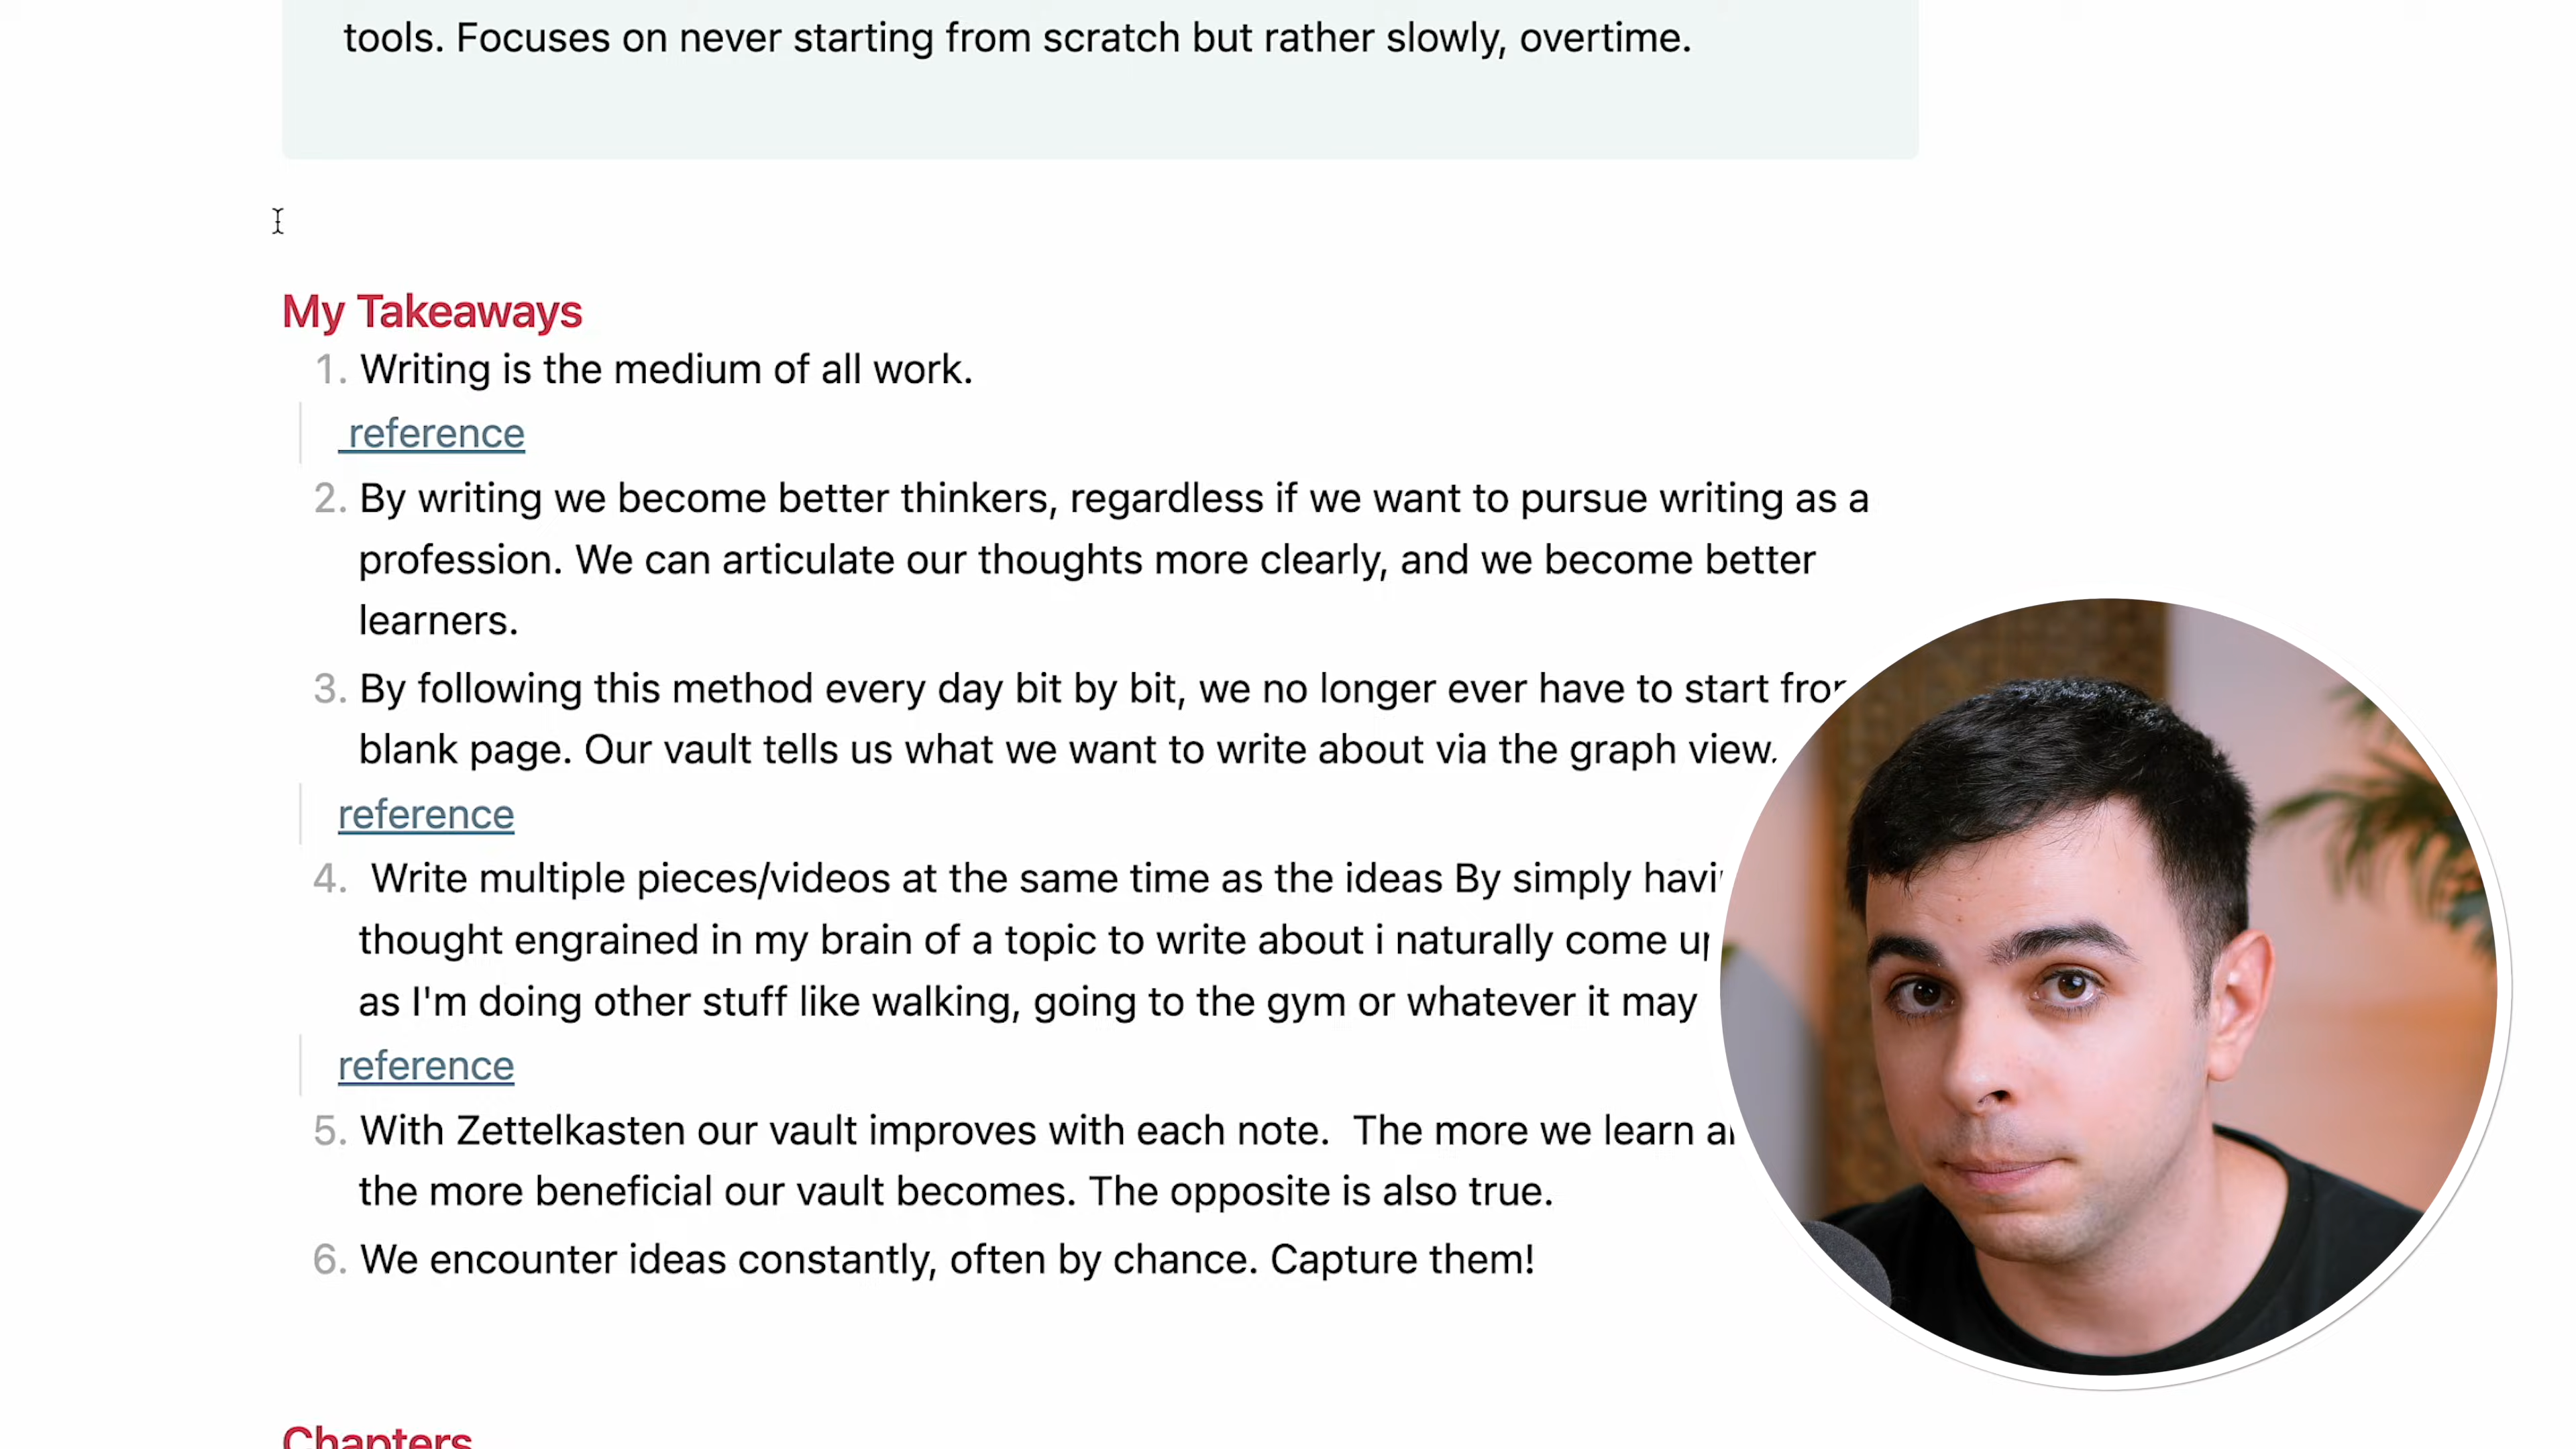 tools. Focuses on never starting from scratch but rather slowly, overtime.
My Takeaways
1. Writing is the medium of all work.
reference
2. By writing we become better thinkers, regardless if we want to pursue writing as a
profession. We can articulate our thoughts more clearly, and we become better
learners.
3. By following this method every day bit by bit, we no longer ever have to start
blank page. Our vault tells us what we want to write about via the graph view.
reference
4. Write multiple pieces/videos at the same time as the ideas By simply
thought engrained in my brain of a topic to write about i naturally come
as I'm doing other stuff like walking, going to the gym or whatever it may
reference
5. With Zettelkasten our vault improves with each note. The more we learn
the more beneficial our vault becomes. The opposite is also true.
6. We encounter ideas constantly, often by chance. Capture them!
Chapters